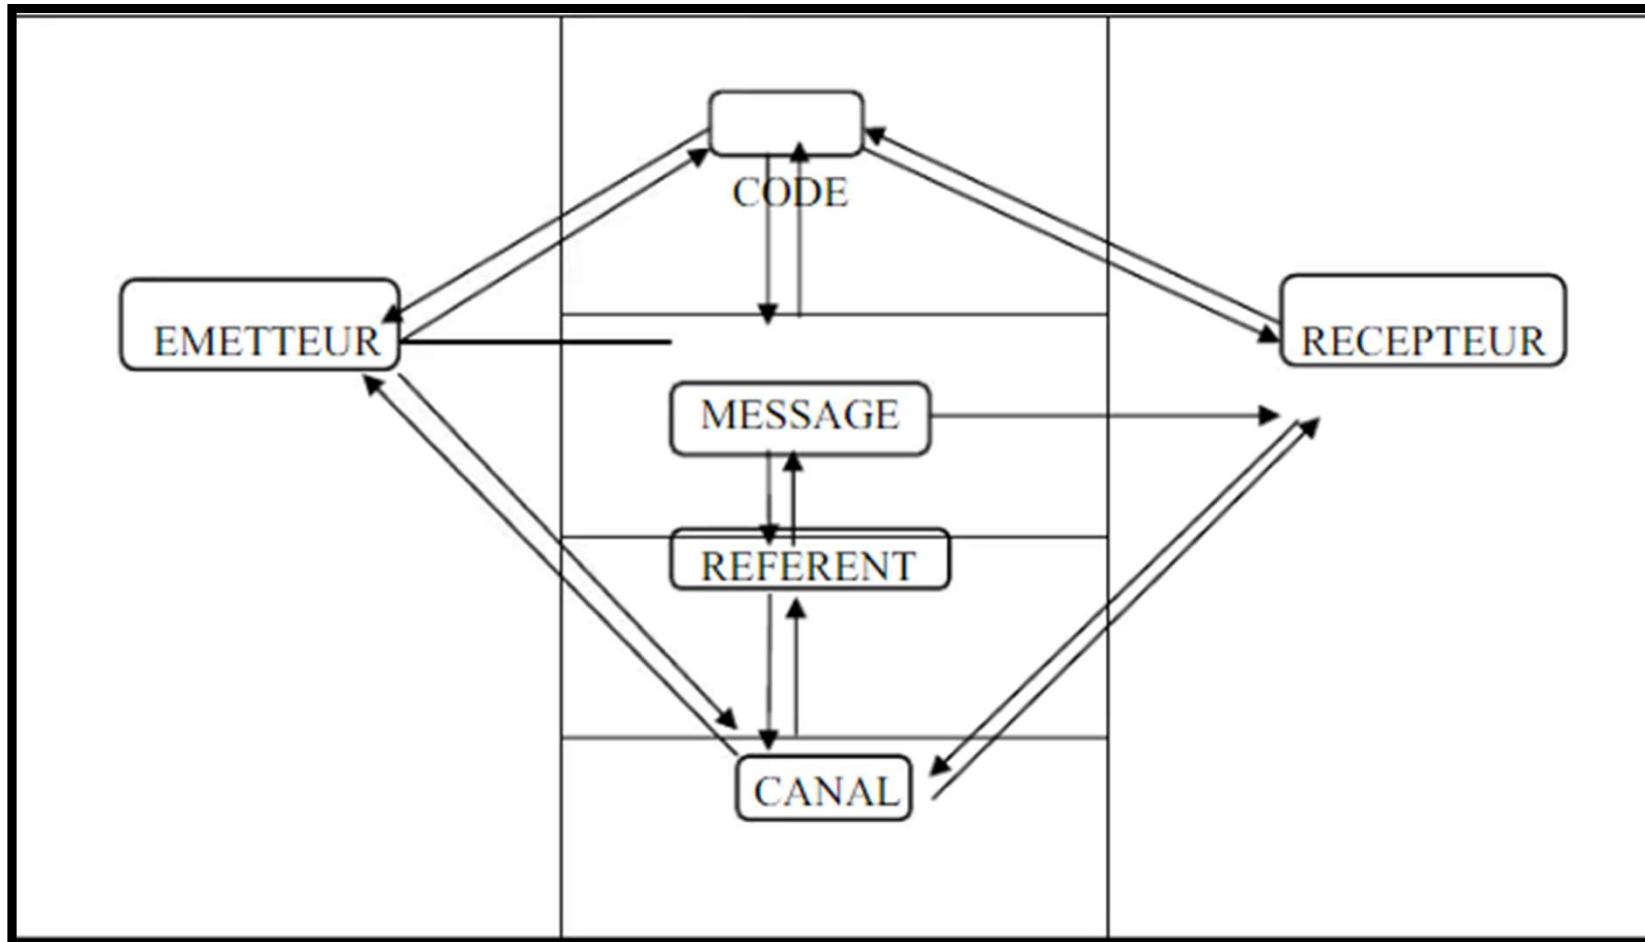 CODE
EMETTEUR
RECEPTEUR
MESSAGE
REFERENT
CANAL